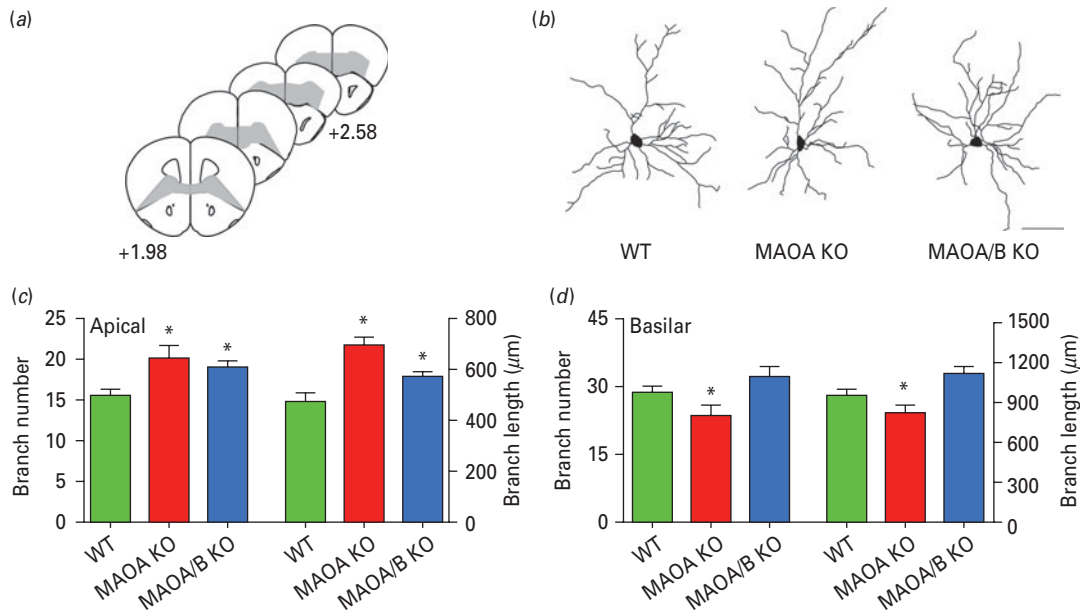 (a)
+2.58
+1.98
(b)
WT
MAOA KO
MAOA/B KO
(c)
Apical
Branch number
25
20
15
10
5
0
Branch length (μm)
800
600
400
200
0
*
*
*
*
WT
MAOA KO
MAOA/B KO
WT
MAOA KO
MAOA/B KO
(d)
Basilar
Branch number
45
30
15
0
Branch length (μm)
1500
1200
900
600
300
0
*
*
WT
MAOA KO
MAOA/B KO
WT
MAOA KO
MAOA/B KO